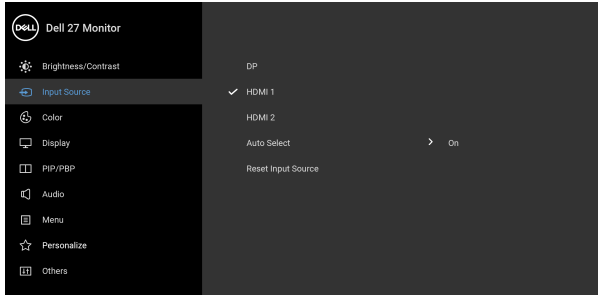 DELL
Dell 27 Monitor
Brightness/Contrast
Input Source
Color
Display
PIP/PBP
Audio
Menu
Personalize
Others
DP
HDMI 1
HDMI 2
Auto Select On
Reset Input Source